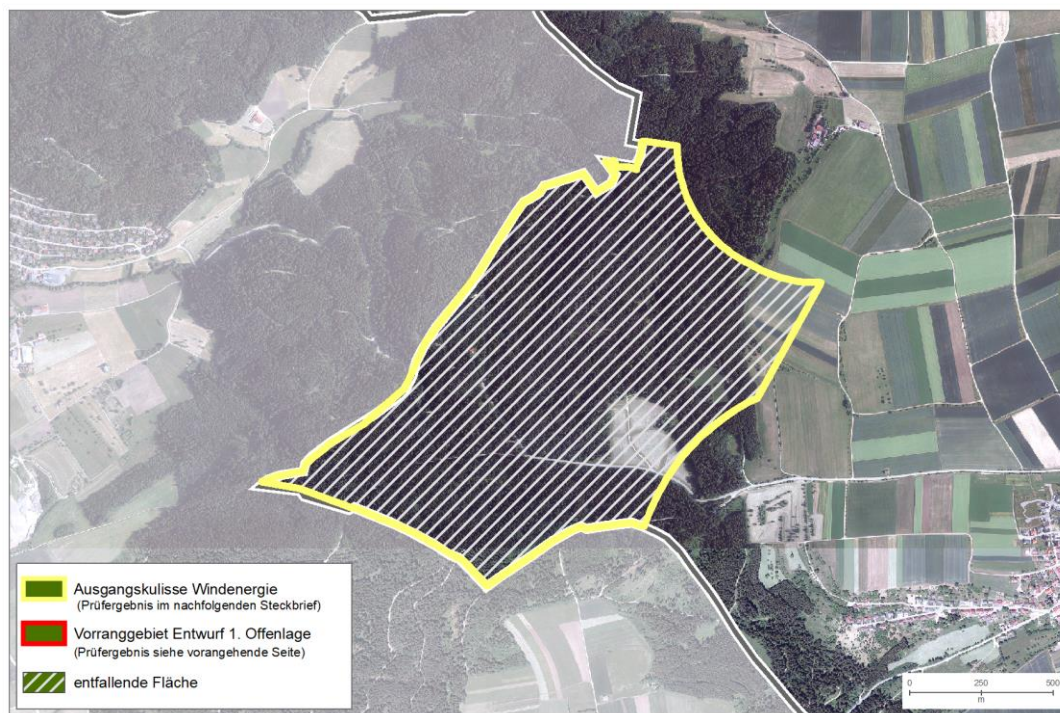 Ausgangskulisse Windenergie
(Prüfergebnis im nachfolgenden Steckbrief)
Vorranggebiet Entwurf 1. Offenlage
(Prüfergebnis siehe vorangehende Seite)
entfallende Fläche
0 250 500
m